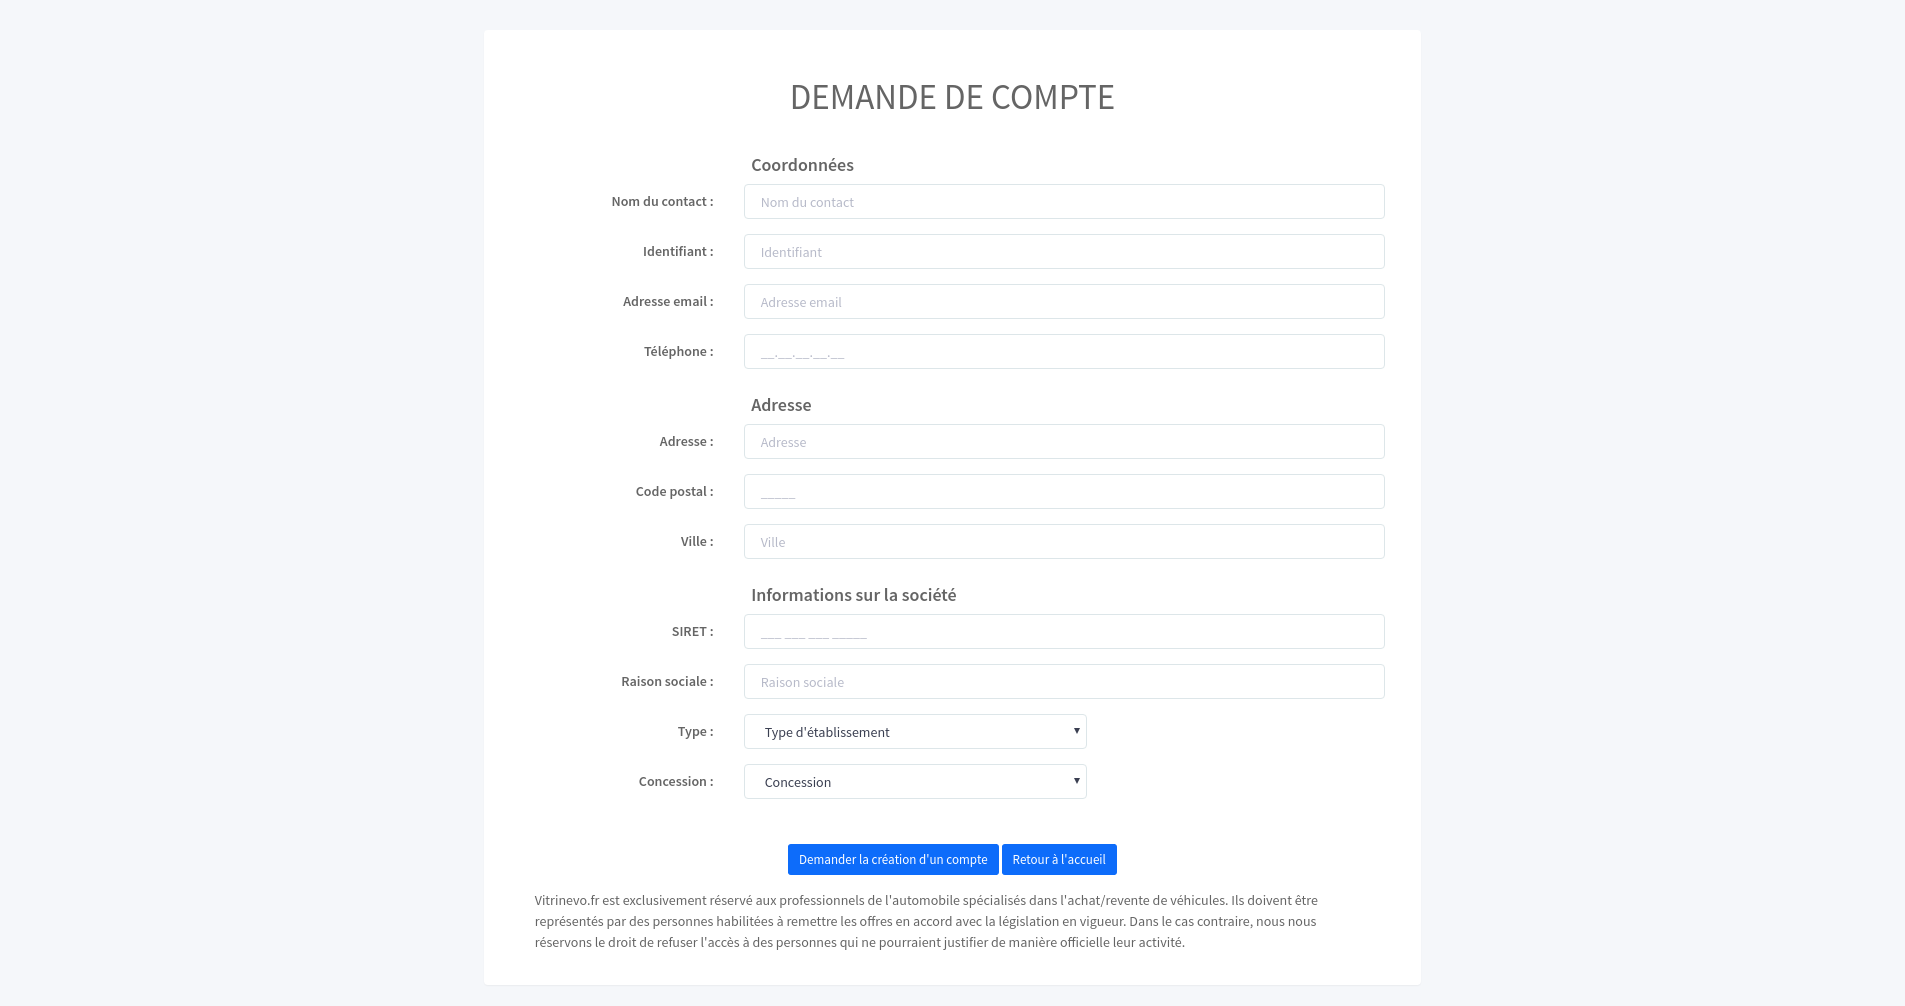 DEMANDE DE COMPTE
Coordonnées
Nom du contact : Nom du contact
Identifiant : Identifiant
Adresse email : Adresse email
Téléphone : __.__.__.__.__
Adresse
Adresse : Adresse
Code postal : _____
Ville : Ville
Informations sur la société
SIRET : ___ ___ ___ _____
Raison sociale : Raison sociale
Type : Type d'établissement
Concession : Concession
Demander la création d'un compte Retour à l'accueil
Vitrinevo.fr est exclusivement réservé aux professionnels de l'automobile spécialisés dans l'achat/revente de véhicules. Ils doivent être
représentés par des personnes habilitées à remettre les offres en accord avec la législation en vigueur. Dans le cas contraire, nous nous
réservons le droit de refuser l'accès à des personnes qui ne pourraient justifier de manière officielle leur activité.